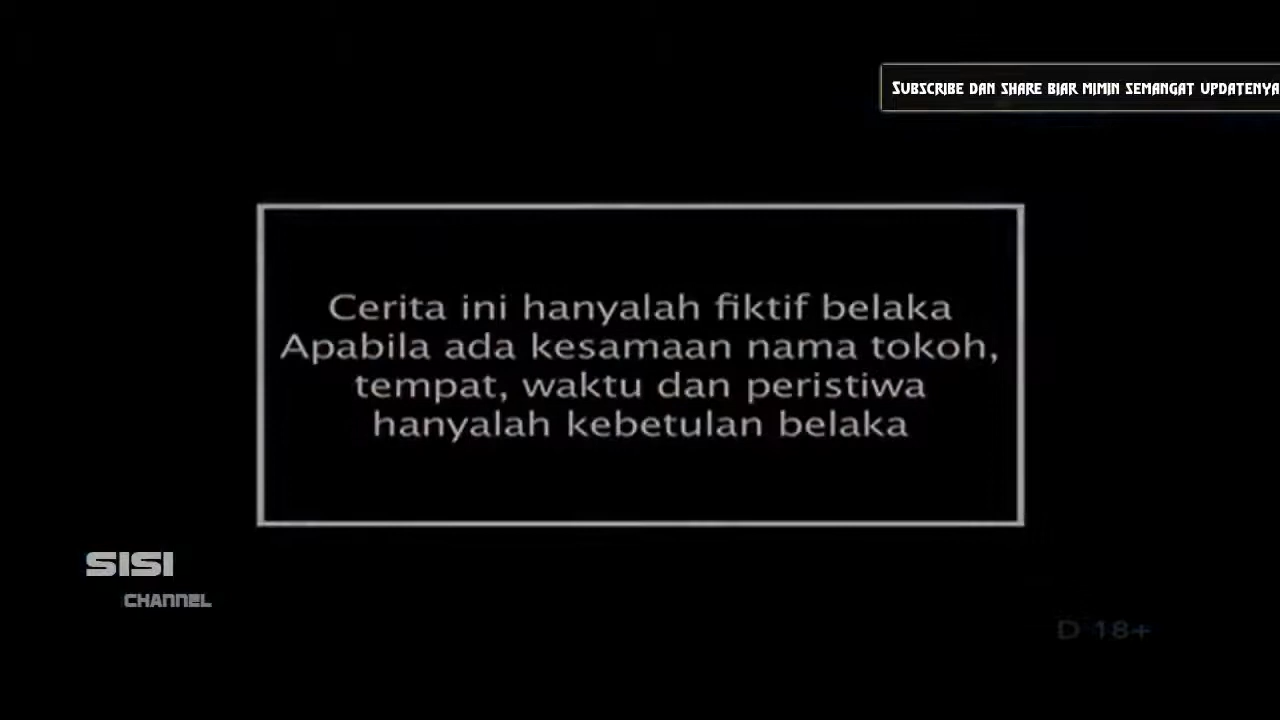 Subscribe dan share biar mimin semangat updatenya
Cerita ini hanyalah fiktif belaka
Apabila ada kesamaan nama tokoh,
tempat, waktu dan peristiwa
hanyalah kebetulan belaka
SISI
CHANNEL
D 18+